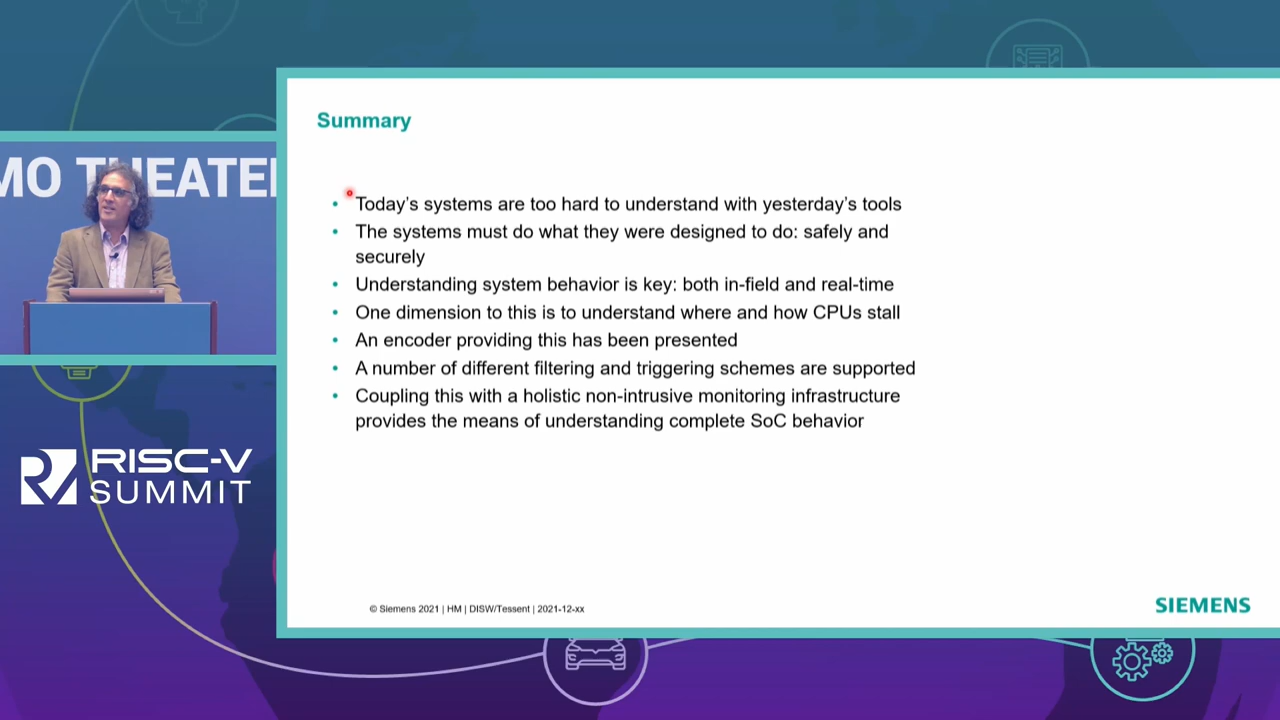 MO THEATE
RISC-V
SUMMIT
Summary
• Today's systems are too hard to understand with yesterday's tools
• The systems must do what they were designed to do: safely and
securely
• Understanding system behavior is key: both in-field and real-time
• One dimension to this is to understand where and how CPUs stall
• An encoder providing this has been presented
• A number of different filtering and triggering schemes are supported
• Coupling this with a holistic non-intrusive monitoring infrastructure
provides the means of understanding complete SoC behavior
© Siemens 2021 | HM | DISW/Tessent | 2021-12-xx
SIEMENS